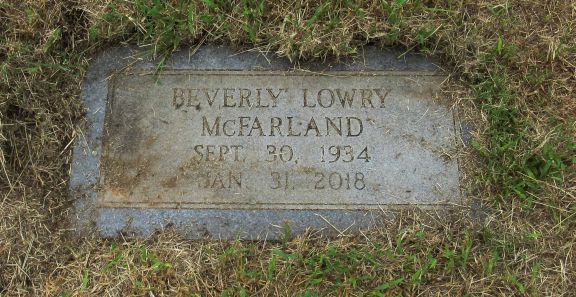 BEVERLY LOWRY
McFARLAND
SEPT. 30, 1934
JAN. 31, 2018